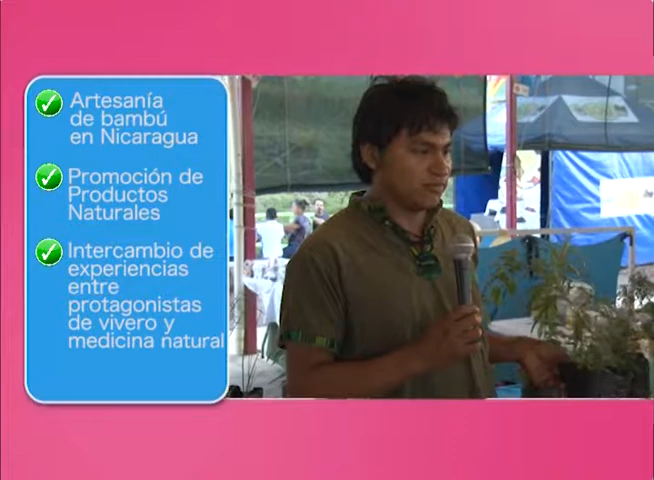 Artesanía
de bambú
en Nicaragua
Promoción de
Productos
Naturales
Intercambio de
experiencias
entre
protagonistas
de vivero y
medicina natural